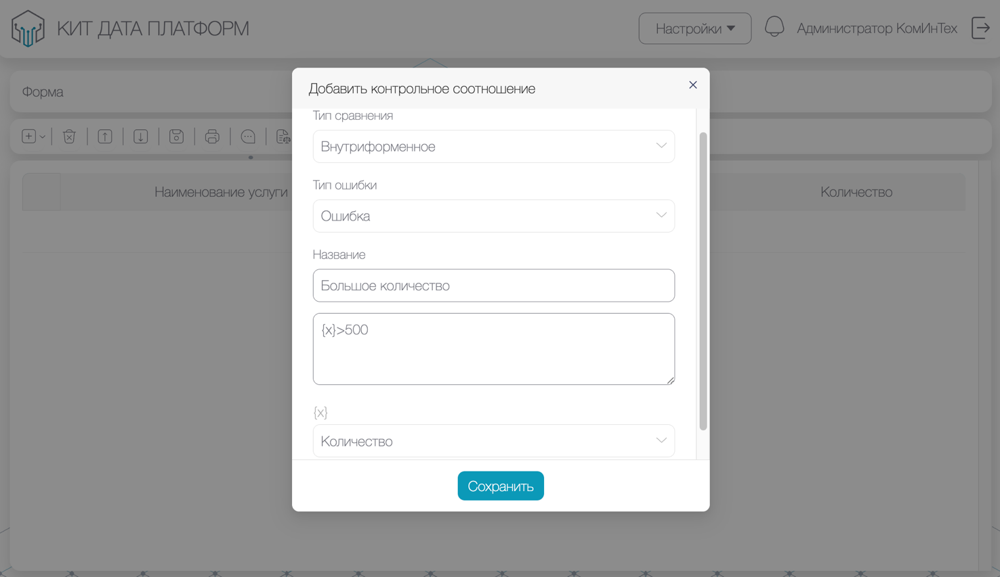 КИТ ДАТА ПЛАТФОРМ
Настройки
Администратор КомИнТех
Форма
Наименование услуги
Количество
Добавить контрольное соотношение
Тип сравнения
Внутриформенное
Тип ошибки
Ошибка
Название
Большое количество
{x}>500
{x}
Количество
Сохранить